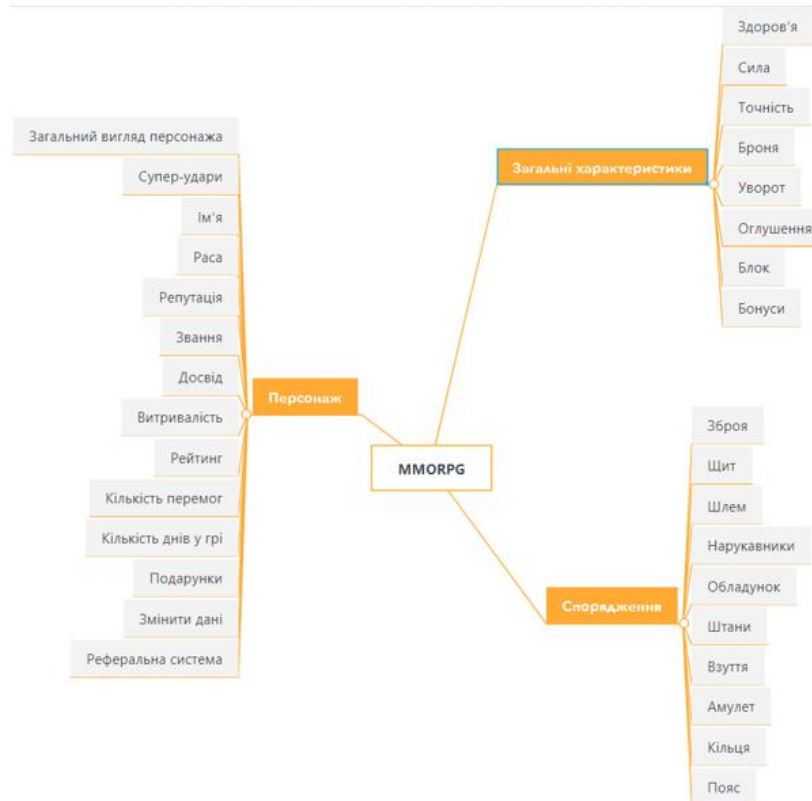 Здоров'я
Сила
Точність
Броня
Уворот
Оглушення
Блок
Бонуси
Загальні характеристики
Загальний вигляд персонажа
Супер-удари
Ім'я
Раса
Репутація
Звання
Досвід
Витривалість
Рейтинг
Кількість перемог
Кількість днів у грі
Подарунки
Змінити дані
Реферальна система
Персонаж
MMORPG
Зброя
Щит
Шлем
Нарукавники
Обладунок
Штани
Взуття
Амулет
Кільця
Пояс
Спорядження